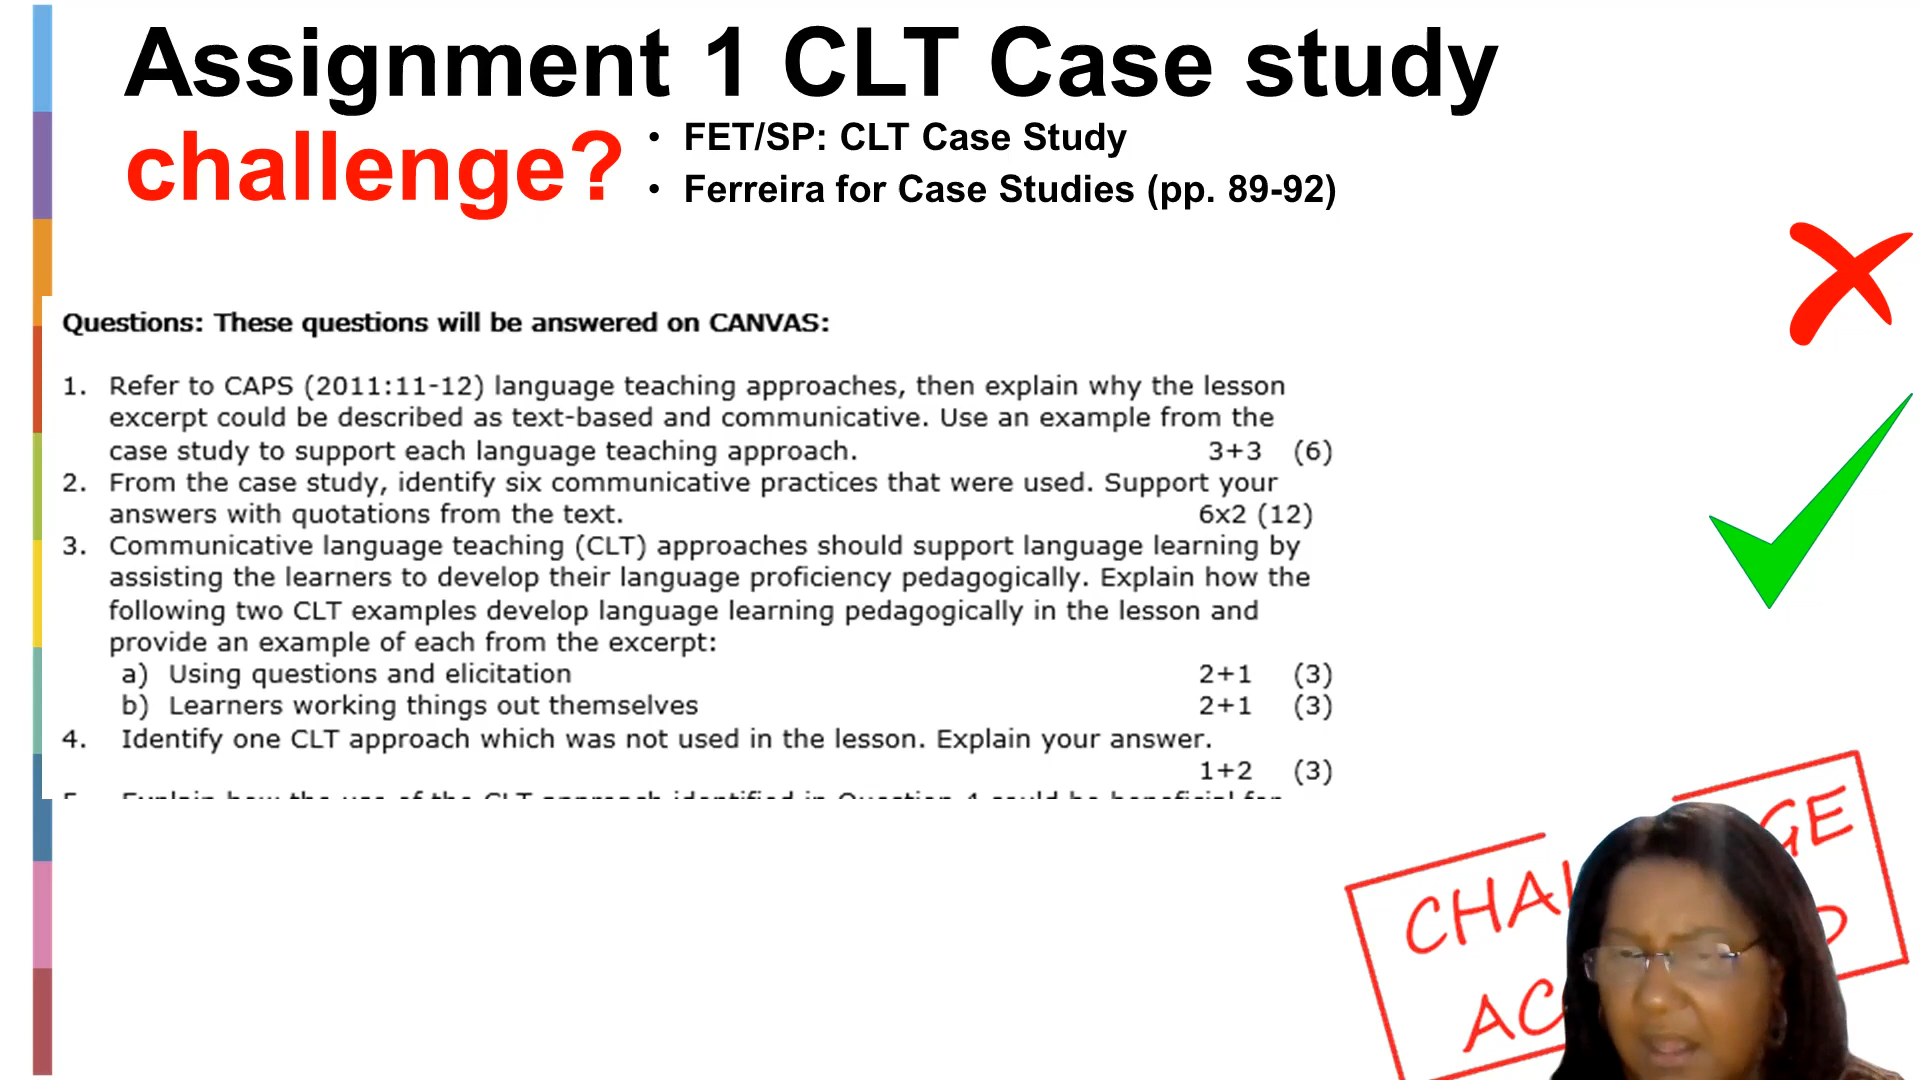 Assignment 1 CLT Case study
challenge?
• FET/SP: CLT Case Study
• Ferreira for Case Studies (pp. 89-92)
Questions: These questions will be answered on CANVAS:
1. Refer to CAPS (2011:11-12) language teaching approaches, then explain why the lesson
excerpt could be described as text-based and communicative. Use an example from the
case study to support each language teaching approach. 3+3 (6)
2. From the case study, identify six communicative practices that were used. Support your
answers with quotations from the text. 6x2 (12)
3. Communicative language teaching (CLT) approaches should support language learning by
assisting the learners to develop their language proficiency pedagogically. Explain how the
following two CLT examples develop language learning pedagogically in the lesson and
provide an example of each from the excerpt:
a) Using questions and elicitation 2+1 (3)
b) Learners working things out themselves 2+1 (3)
4. Identify one CLT approach which was not used in the lesson. Explain your answer.
1+2 (3)